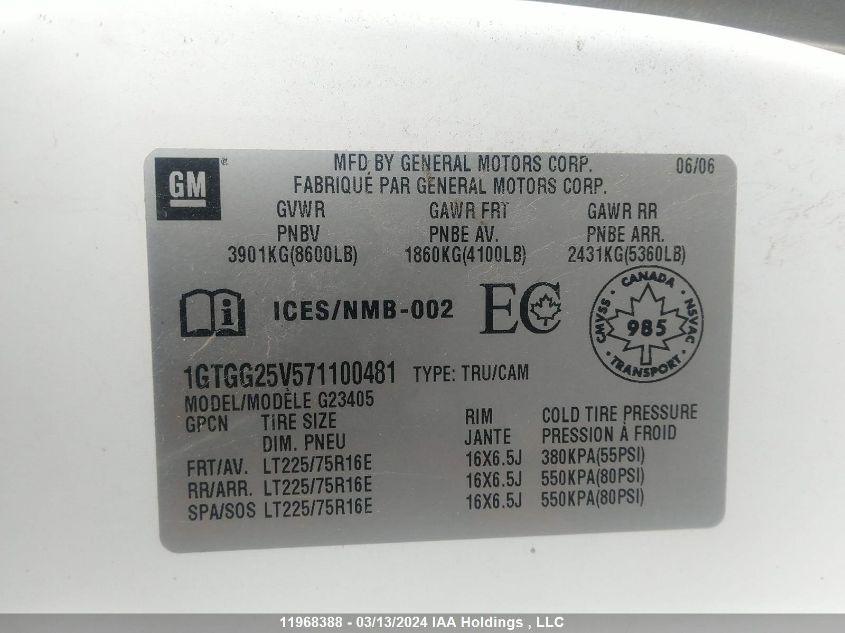 GM ® MFD BY GENERAL MOTORS CORP. 06/06
FABRIQUÉ PAR GENERAL MOTORS CORP.
GVWR GAWR FRT GAWR RR
PNBV PNBE AV. PNBE ARR.
3901KG(8600LB) 1860KG(4100LB) 2431KG(5360LB)
i ICES/NMB-002 EC
CANADA
CMVSS 985 NSVAC
TRANSPORT
1GTGG25V571100481 TYPE: TRU/CAM
MODEL/MODÈLE G23405
GPCN TIRE SIZE RIM COLD TIRE PRESSURE
DIM. PNEU JANTE PRESSION À FROID
FRT/AV. LT225/75R16E 16X6.5J 380KPA(55PSI)
RR/ARR. LT225/75R16E 16X6.5J 550KPA(80PSI)
SPA/SOS LT225/75R16E 16X6.5J 550KPA(80PSI)
11968388 - 03/13/2024 IAA Holdings , LLC